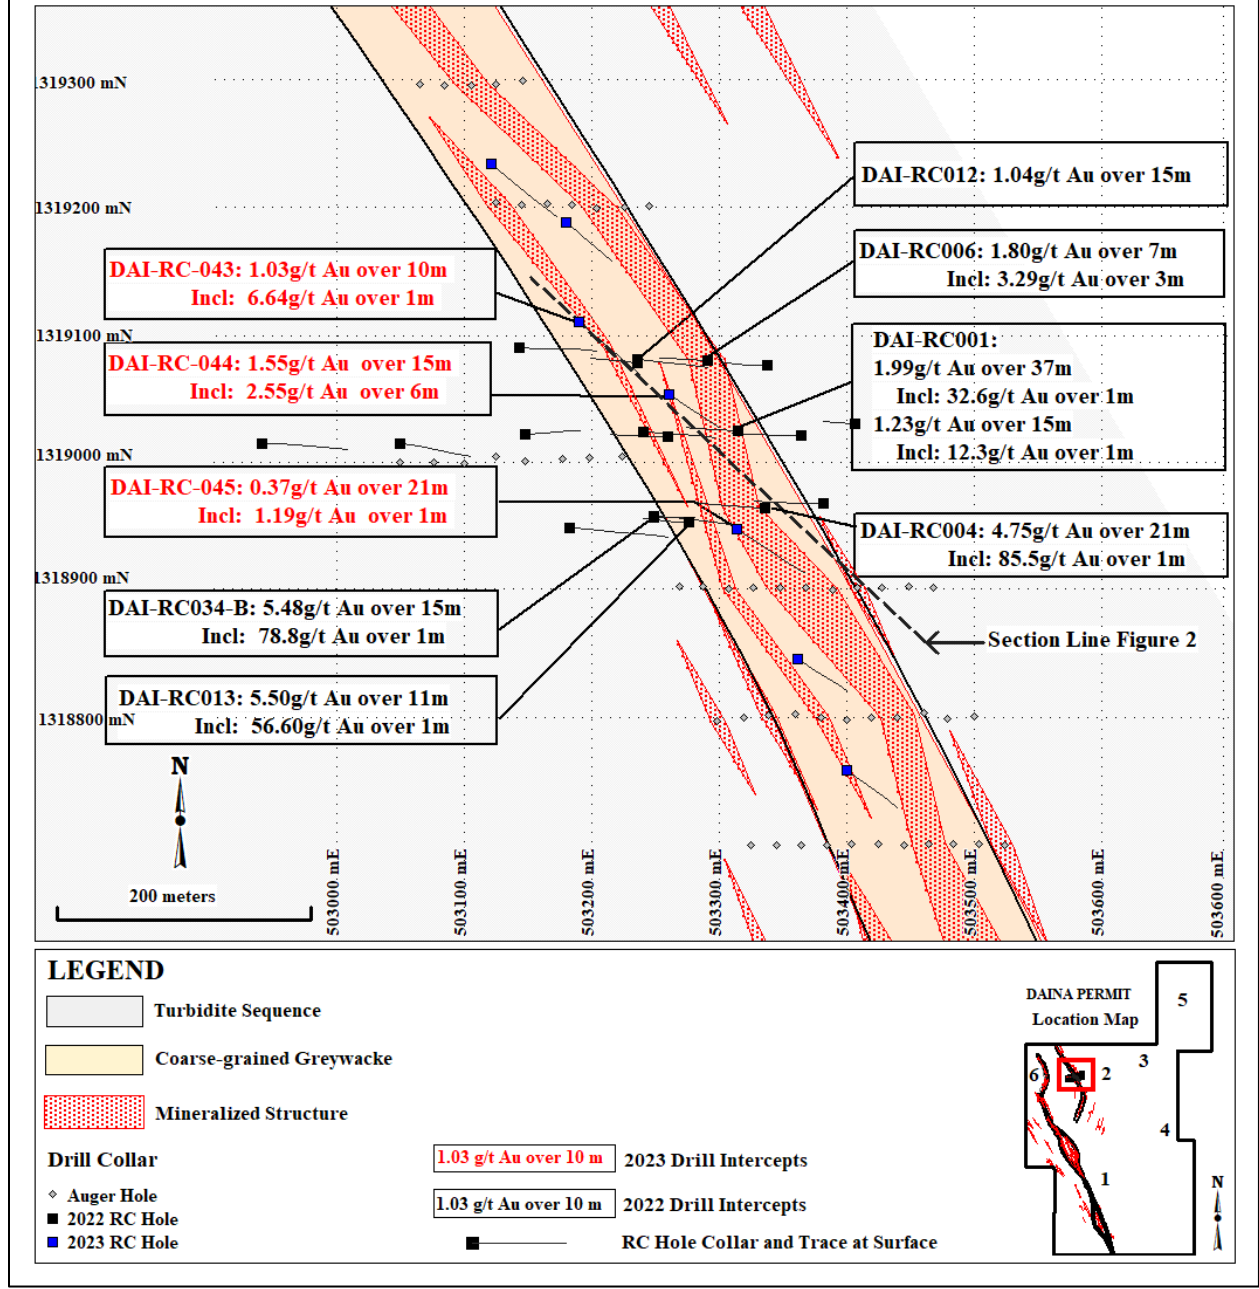 1319300 mN
1319200 mN
1319100 mN
1319000 mN
1318900 mN
1318800 mN
DAI-RC012: 1.04g/t Au over 15m
DAI-RC006: 1.80g/t Au over 7m
Incl: 3.29g/t Au over 3m
DAI-RC-043: 1.03g/t Au over 10m
Incl: 6.64g/t Au over 1m
DAI-RC001:
1.99g/t Au over 37m
Incl: 32.6g/t Au over 1m
1.23g/t Au over 15m
Incl: 12.3g/t Au over 1m
DAI-RC-044: 1.55g/t Au over 15m
Incl: 2.55g/t Au over 6m
DAI-RC-045: 0.37g/t Au over 21m
Incl: 1.19g/t Au over 1m
DAI-RC004: 4.75g/t Au over 21m
Incl: 85.5g/t Au over 1m
DAI-RC034-B: 5.48g/t Au over 15m
Incl: 78.8g/t Au over 1m
Section Line Figure 2
DAI-RC013: 5.50g/t Au over 11m
Incl: 56.60g/t Au over 1m
N
200 meters
503000 mE
503100 mE
503200 mE
503300 mE
503400 mE
503500 mE
503600 mE
503600 mE
LEGEND
Turbidite Sequence
Coarse-grained Greywacke
Mineralized Structure
Drill Collar
Auger Hole
2022 RC Hole
2023 RC Hole
1.03 g/t Au over 10 m
2023 Drill Intercepts
1.03 g/t Au over 10 m
2022 Drill Intercepts
RC Hole Collar and Trace at Surface
DAINA PERMIT
Location Map
5
3
6
2
4
1
N